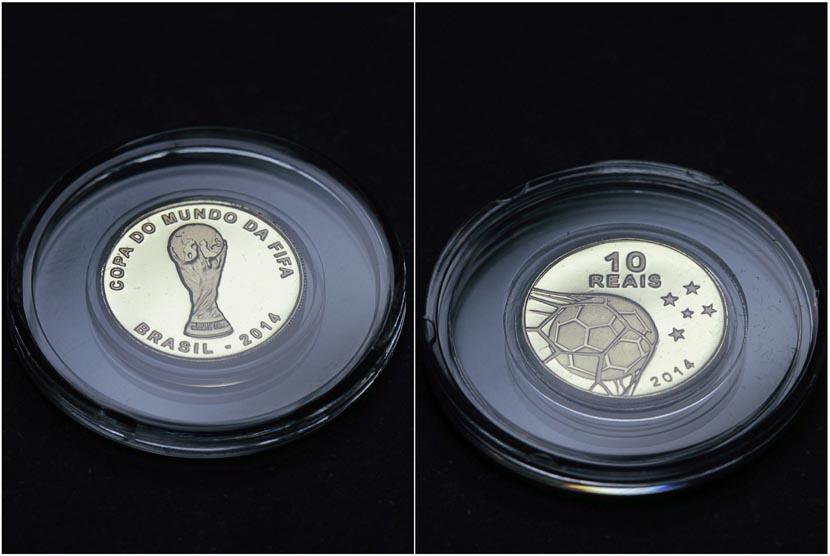 COPA DO MUNDO DA FIFA
BRASIL - 2014
10
REAIS
2014